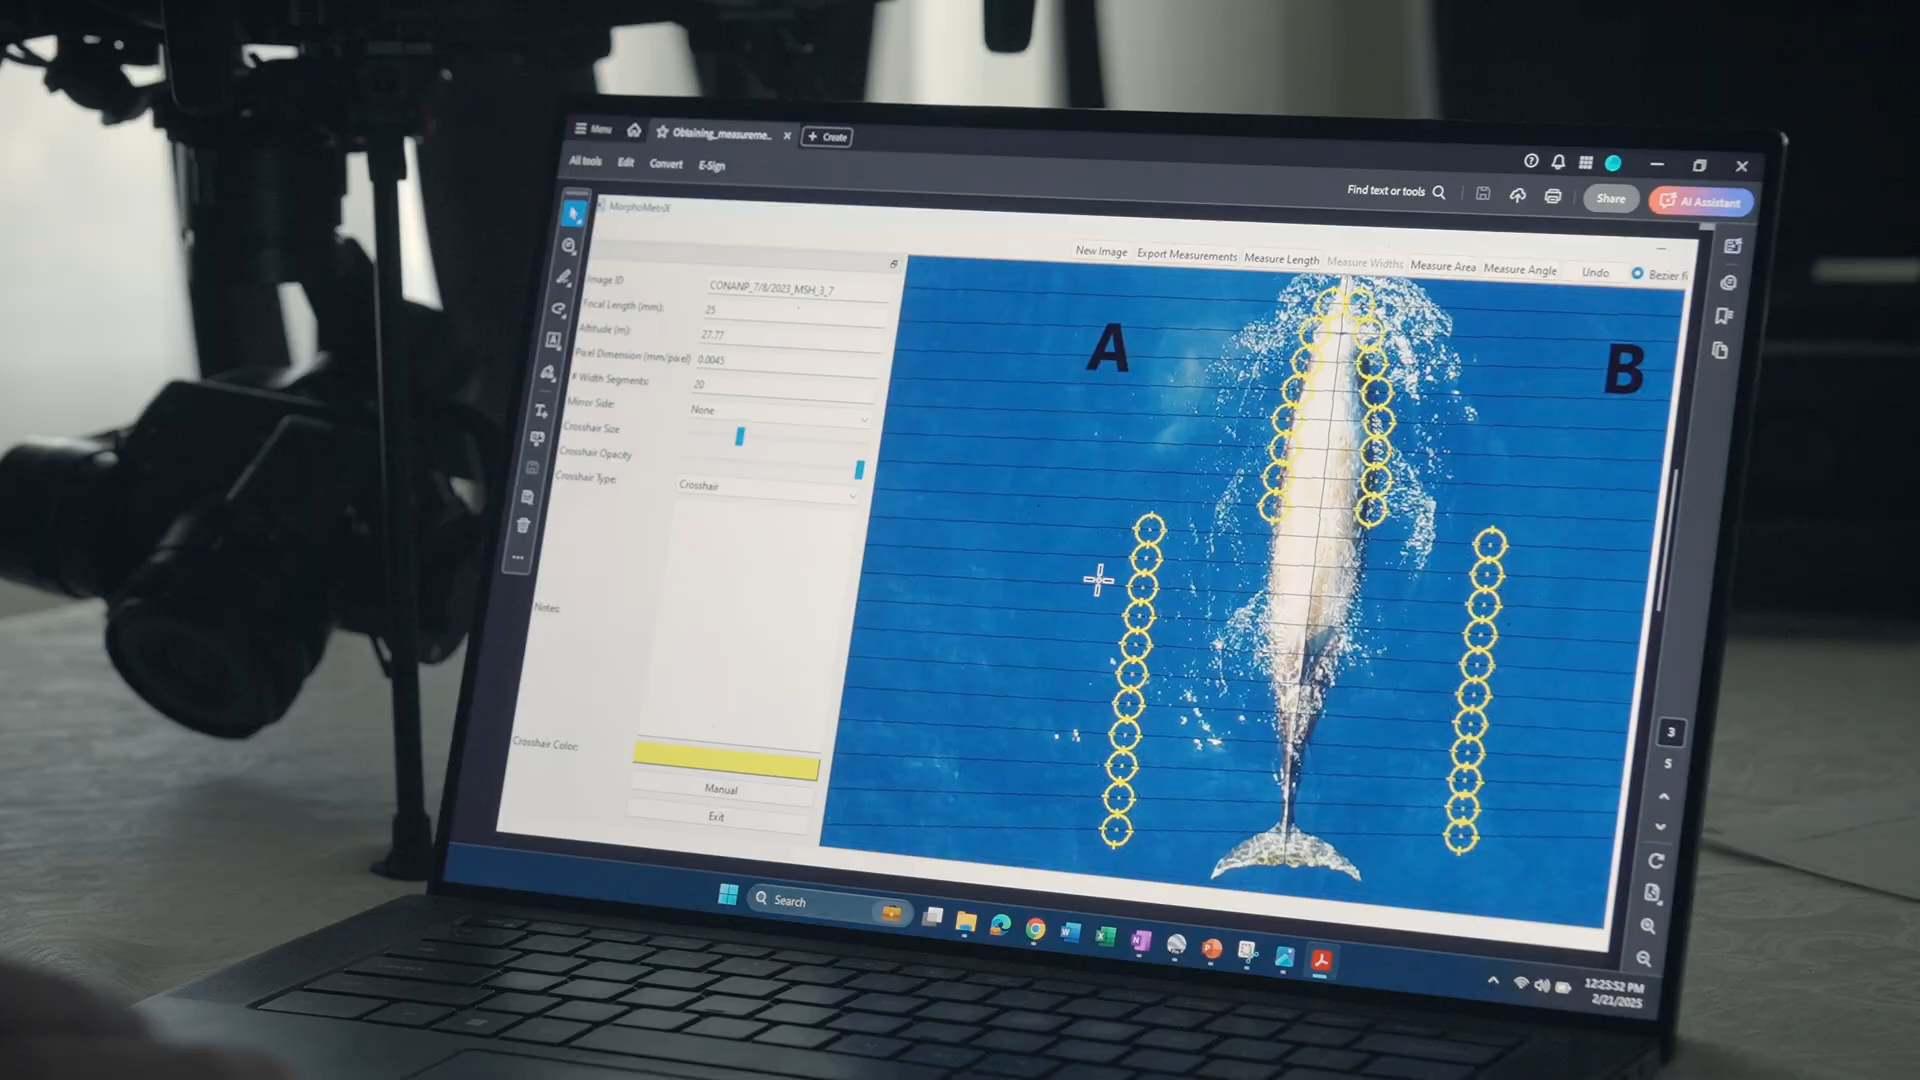 Menu
Obtaining_measureme...
+ Create
All tools Edit Convert E-Sign
Find text or tools
Share
AI Assistant
MorphoMetriX
New Image Export Measurements Measure Length Measure Widths Measure Area Measure Angle Undo Bezier fi
Image ID CONANP_7/8/2023_MSH_3_7
Focal Length (mm): 25
Altitude (m): 27.77
Pixel Dimension (mm/pixel) 0.0045
# Width Segments: 20
Mirror Side: None
Crosshair Size
Crosshair Opacity
Crosshair Type: Crosshair
Notes:
Crosshair Color:
Manual
Exit
A
B
3
5
Search
12:25:52 PM
2/21/2025